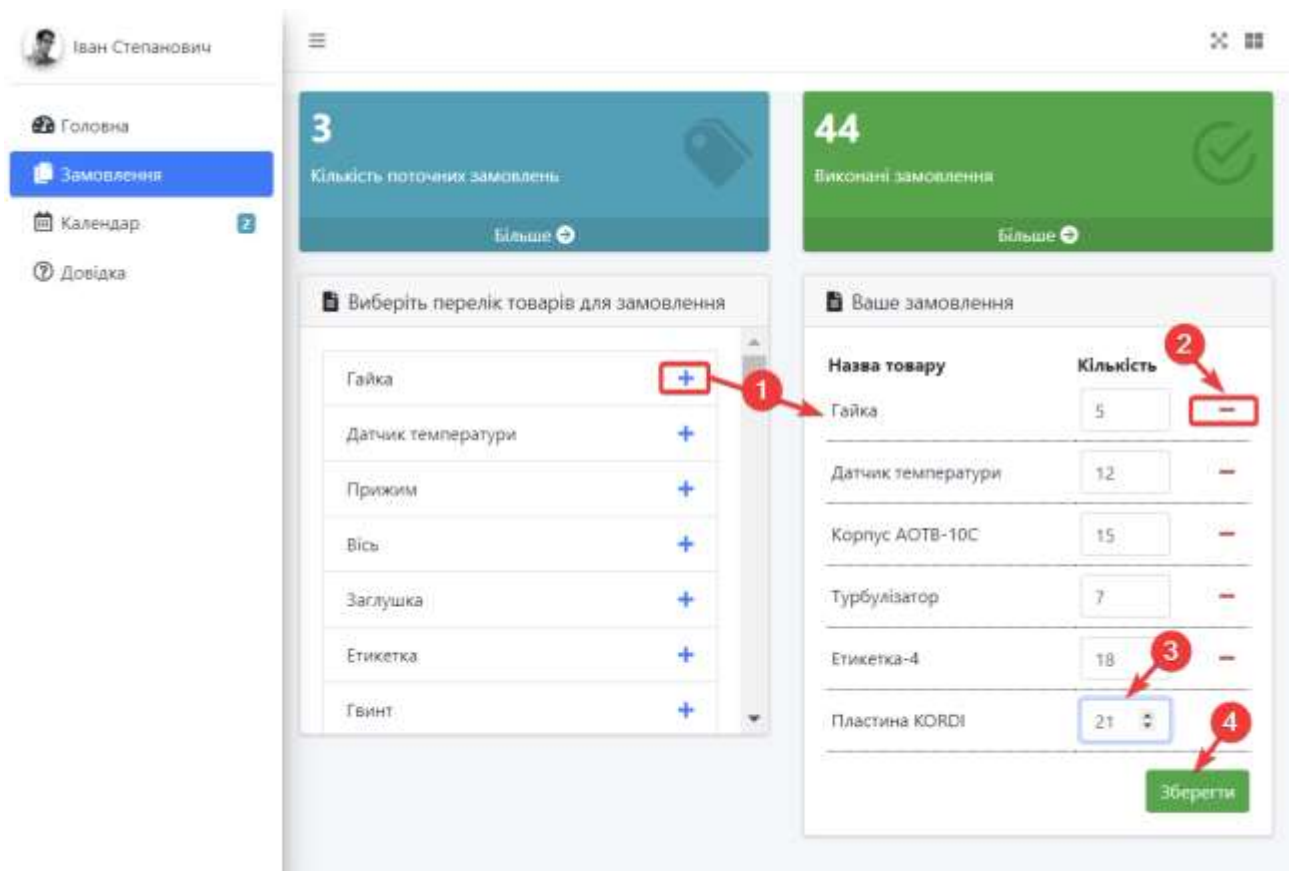 Іван Степанович
Головна
Замовлення
Календар
2
Довідка
3
Кількість поточних замовлень
Більше
44
Виконані замовлення
Більше
Виберіть перелік товарів для замовлення
Гайка
Датчик температури
Прижим
Вісь
Заглушка
Етикетка
Гвинт
1
Ваше замовлення
Назва товару Кількість
2
Гайка 5
Датчик температури 12
Корпус АОТВ-10С 15
Турбулізатор 7
Етикетка-4 18
3
Пластина KORDI 21
4
Зберегти